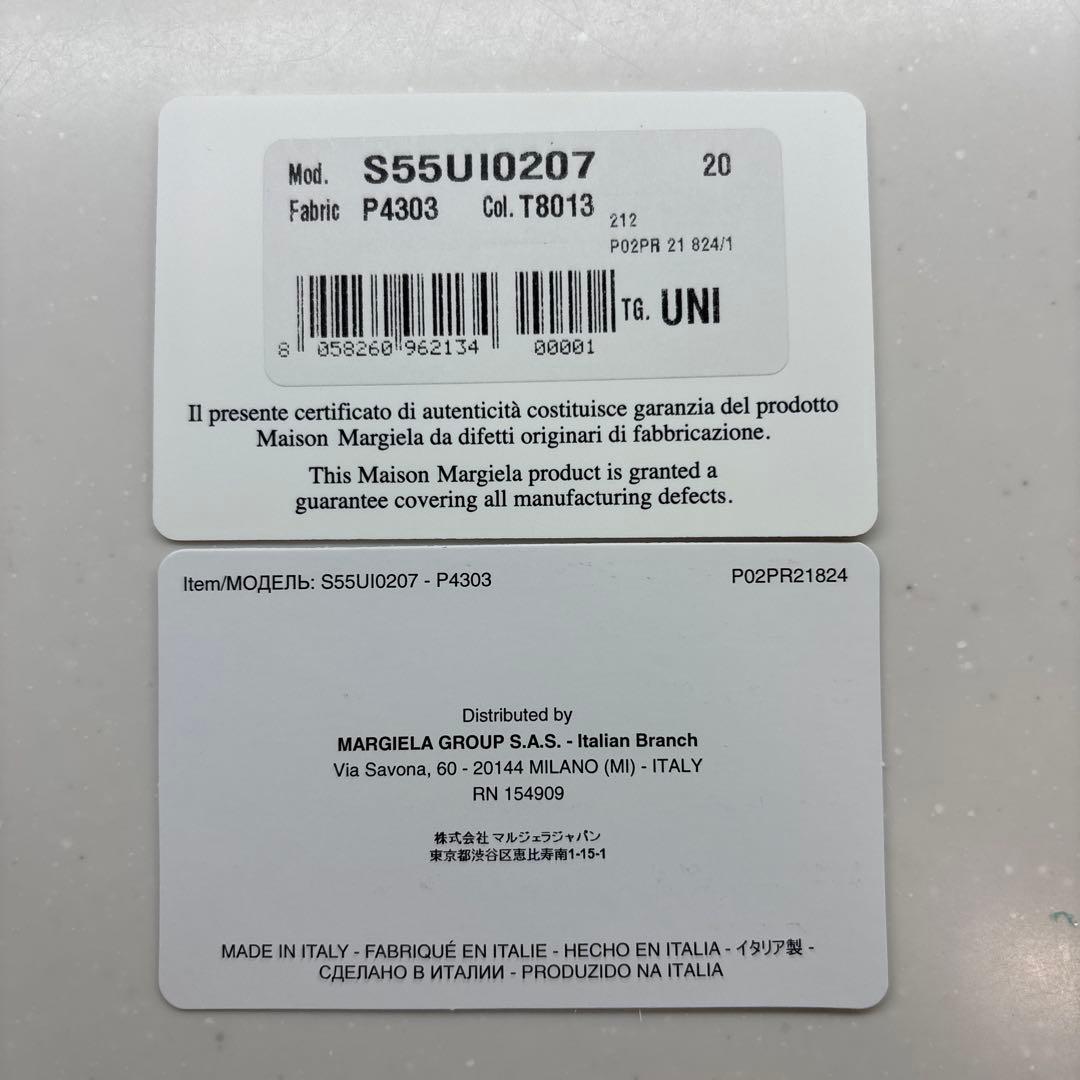 Mod. S55UI0207 20
Fabric P4303 Col. T8013
212
P02PR 21 824/1
TG. UNI
8 058260 962134 00001
Il presente certificato di autenticità costituisce garanzia del prodotto
Maison Margiela da difetti originari di fabbricazione.
This Maison Margiela product is granted a
guarantee covering all manufacturing defects.
Item/МОДЕЛЬ: S55UI0207 - P4303 P02PR21824
Distributed by
MARGIELA GROUP S.A.S. - Italian Branch
Via Savona, 60 - 20144 MILANO (MI) - ITALY
RN 154909
株式会社 マルジェラジャパン
東京都渋谷区恵比寿南1-15-1
MADE IN ITALY - FABRIQUÉ EN ITALIE - HECHO EN ITALIA - イタリア製 -
СДЕЛАНО В ИТАЛИИ - PRODUZIDO NA ITALIA